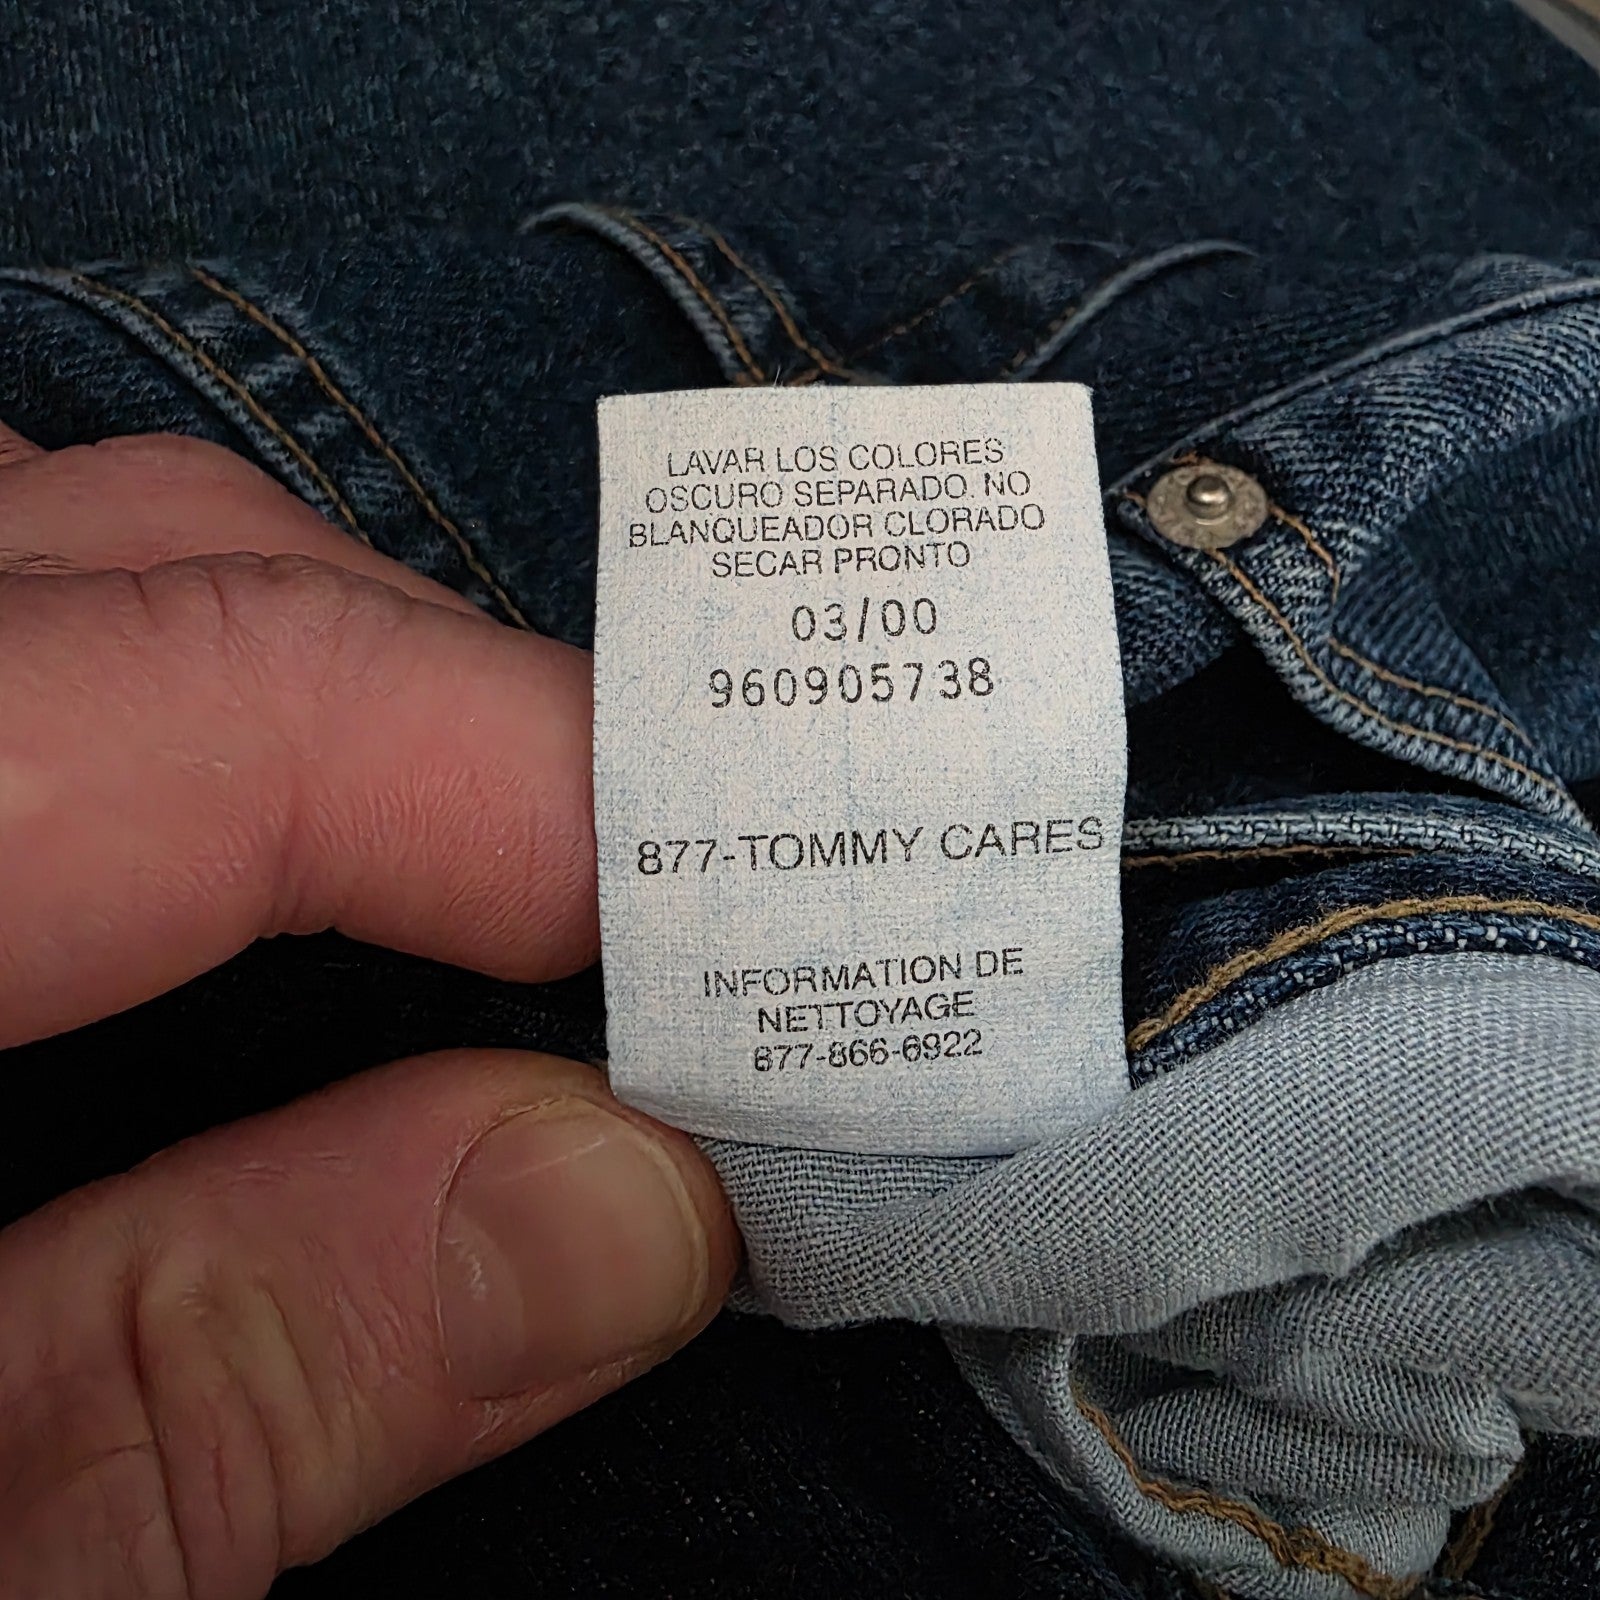 LAVAR LOS COLORES
OSCURO SEPARADO. NO
BLANQUEADOR CLORADO
SECAR PRONTO
03/00
960905738
877-TOMMY CARES
INFORMATION DE
NETTOYAGE
877-866-6922